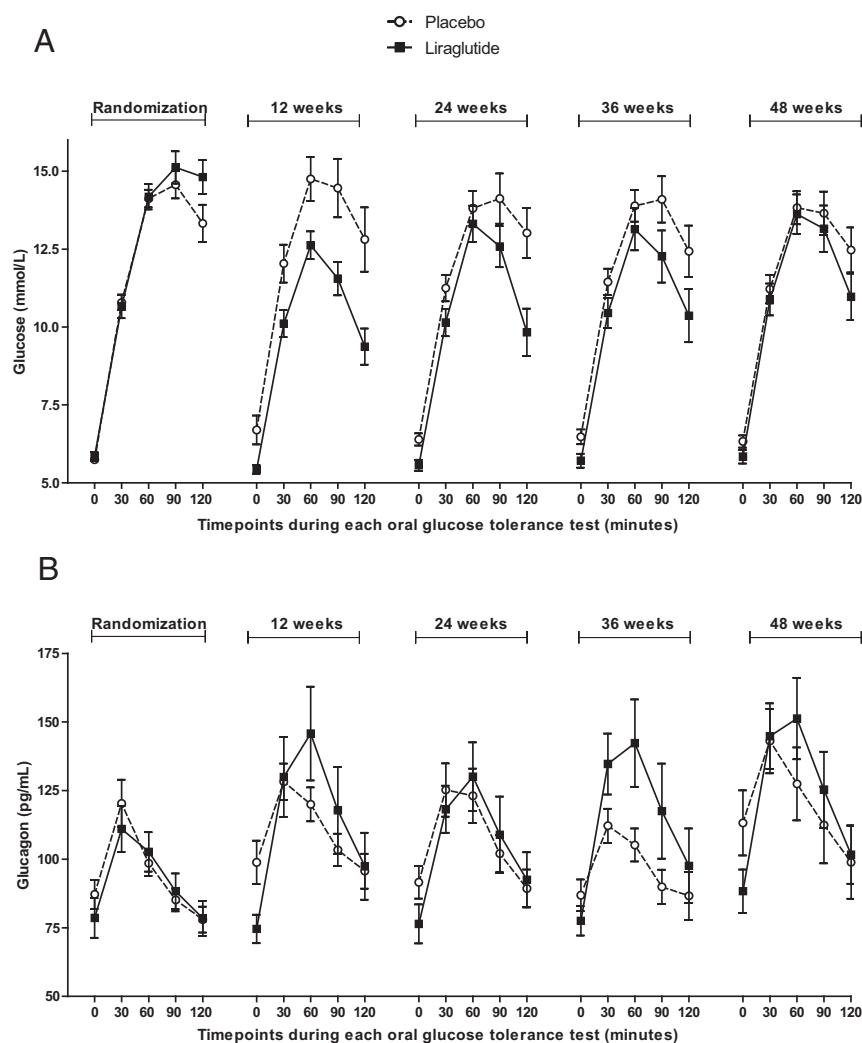 Placebo
Liraglutide
A
Randomization 12 weeks 24 weeks 36 weeks 48 weeks
Glucose (mmol/L)
15.0
12.5
10.0
7.5
5.0
0 30 60 90 120 0 30 60 90 120 0 30 60 90 120 0 30 60 90 120 0 30 60 90 120
Timepoints during each oral glucose tolerance test (minutes)
B
Randomization 12 weeks 24 weeks 36 weeks 48 weeks
Glucagon (pg/mL)
175
150
125
100
75
50
0 30 60 90 120 0 30 60 90 120 0 30 60 90 120 0 30 60 90 120 0 30 60 90 120
Timepoints during each oral glucose tolerance test (minutes)